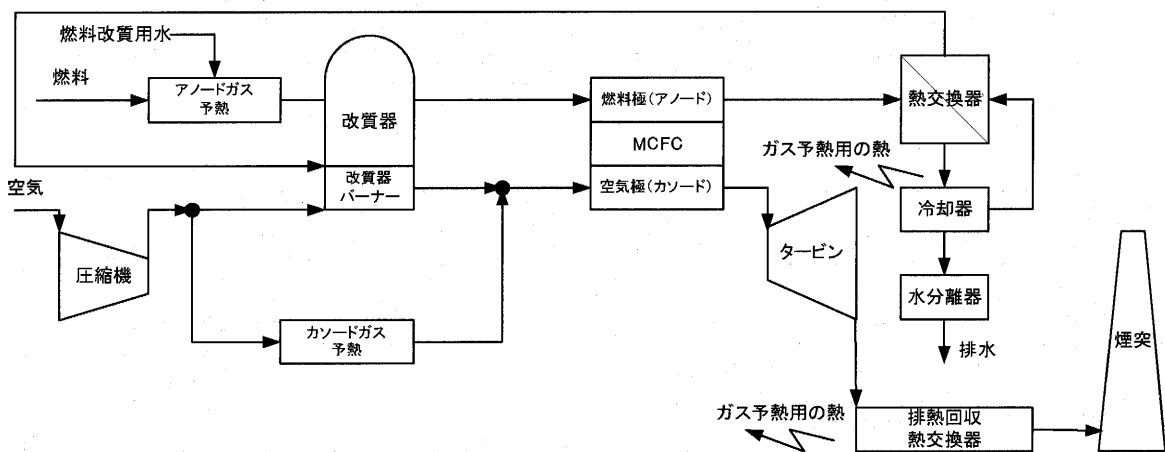 燃料改質用水
燃料
アノードガス
予熱
改質器
改質器
バーナー
燃料極(アノード)
MCFC
空気極(カソード)
熱交換器
ガス予熱用の熱
冷却器
水分離器
排水
空気
圧縮機
カソードガス
予熱
タービン
煙突
ガス予熱用の熱
排熱回収
熱交換器